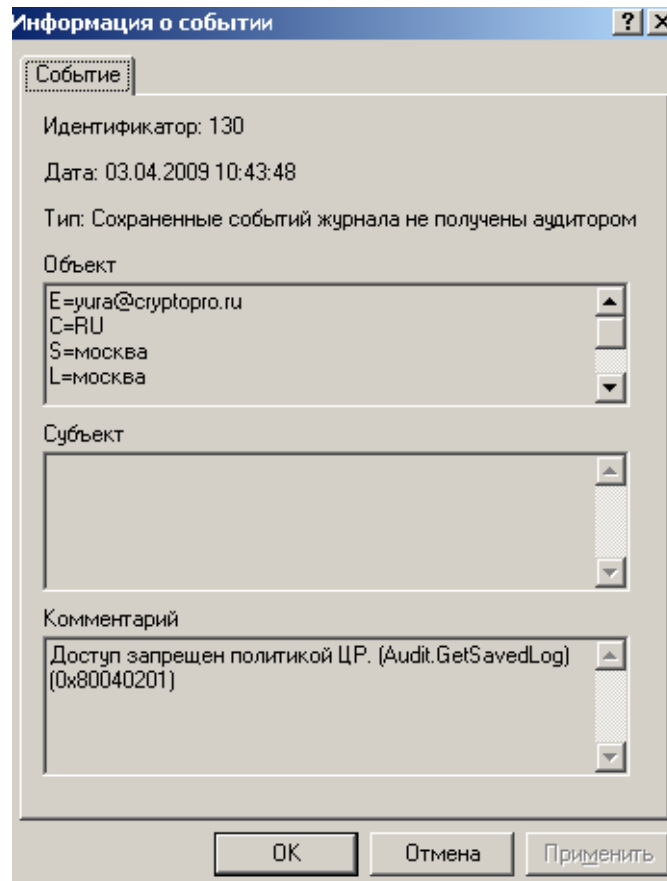 Информация о событии
Событие
Идентификатор: 130
Дата: 03.04.2009 10:43:48
Тип: Сохраненные событий журнала не получены аудитором
Объект
E=yura@cryptopro.ru
C=RU
S=москва
L=москва
Субъект
Комментарий
Доступ запрещен политикой ЦР. (Audit.GetSavedLog)
(0x80040201)
OK Отмена Применить